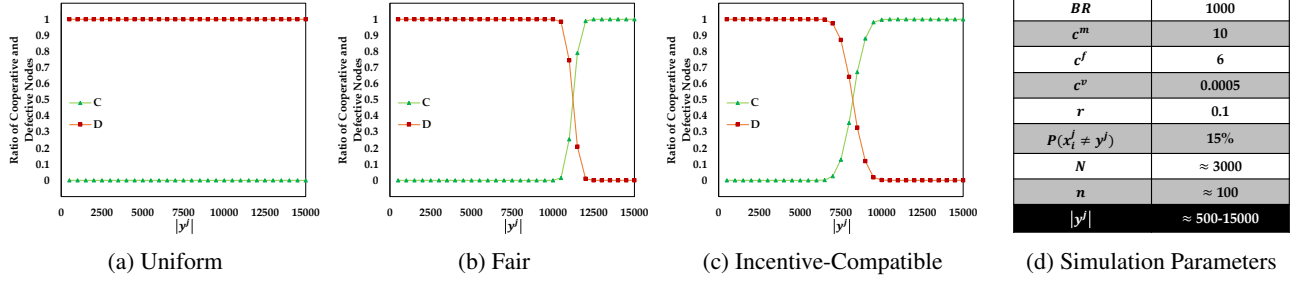 Ratio of Cooperative and
Defective Nodes
1
0.9
0.8
0.7
0.6
0.5
0.4
0.3
0.2
0.1
0
C
D
0 2500 5000 7500 10000 12500 15000
|y^j|
(a) Uniform
Ratio of Cooperative and
Defective Nodes
1
0.9
0.8
0.7
0.6
0.5
0.4
0.3
0.2
0.1
0
C
D
0 2500 5000 7500 10000 12500 15000
|y^j|
(b) Fair
Ratio of Cooperative and
Defective Nodes
1
0.9
0.8
0.7
0.6
0.5
0.4
0.3
0.2
0.1
0
C
D
0 2500 5000 7500 10000 12500 15000
|y^j|
(c) Incentive-Compatible
BR 1000
c^m 10
c^f 6
c^v 0.0005
r 0.1
P(x_i^j ≠ y^j) 15%
N ≈ 3000
n ≈ 100
|y^j| ≈ 500-15000
(d) Simulation Parameters